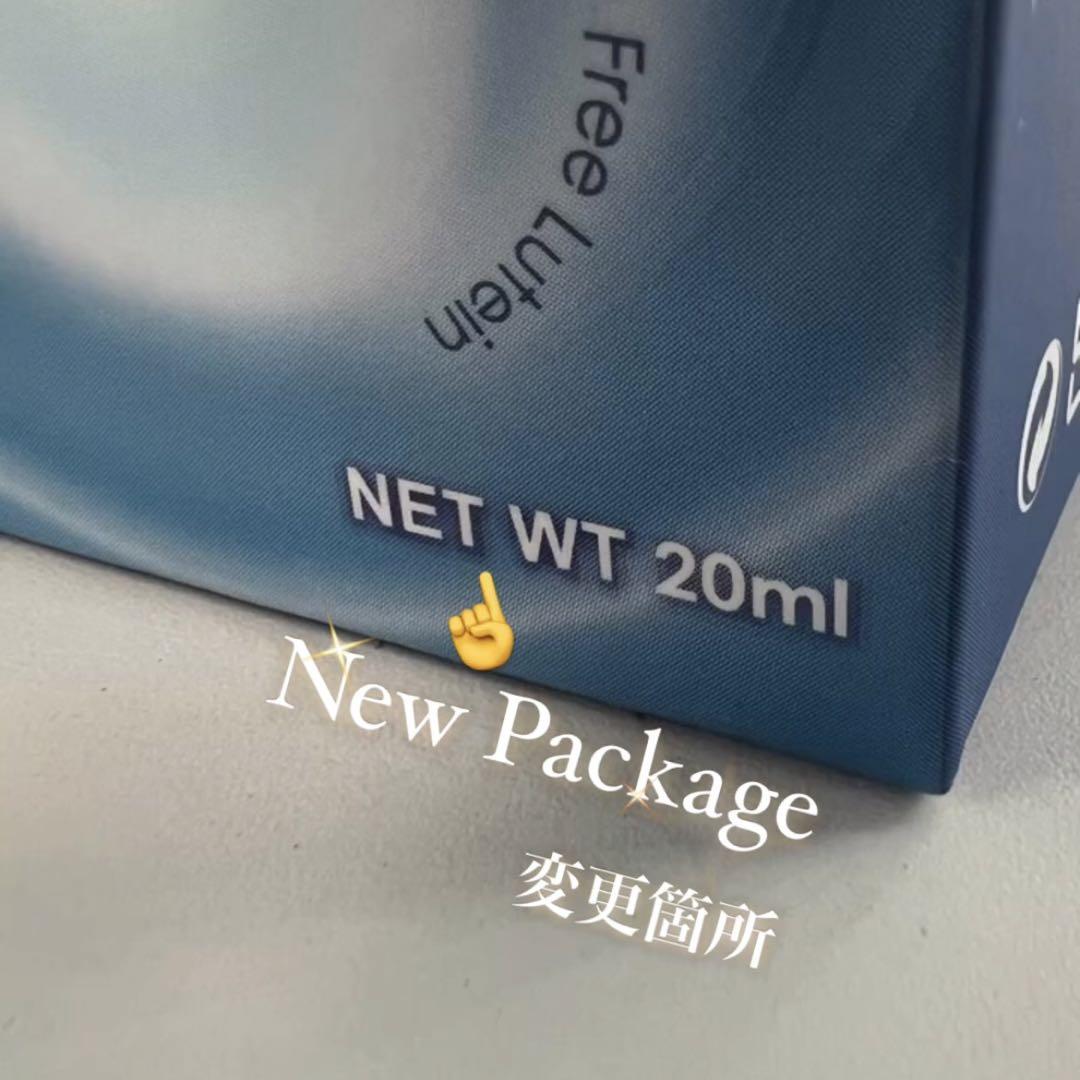 Free Lutein
NET WT 20ml
☝
New Package
変更箇所